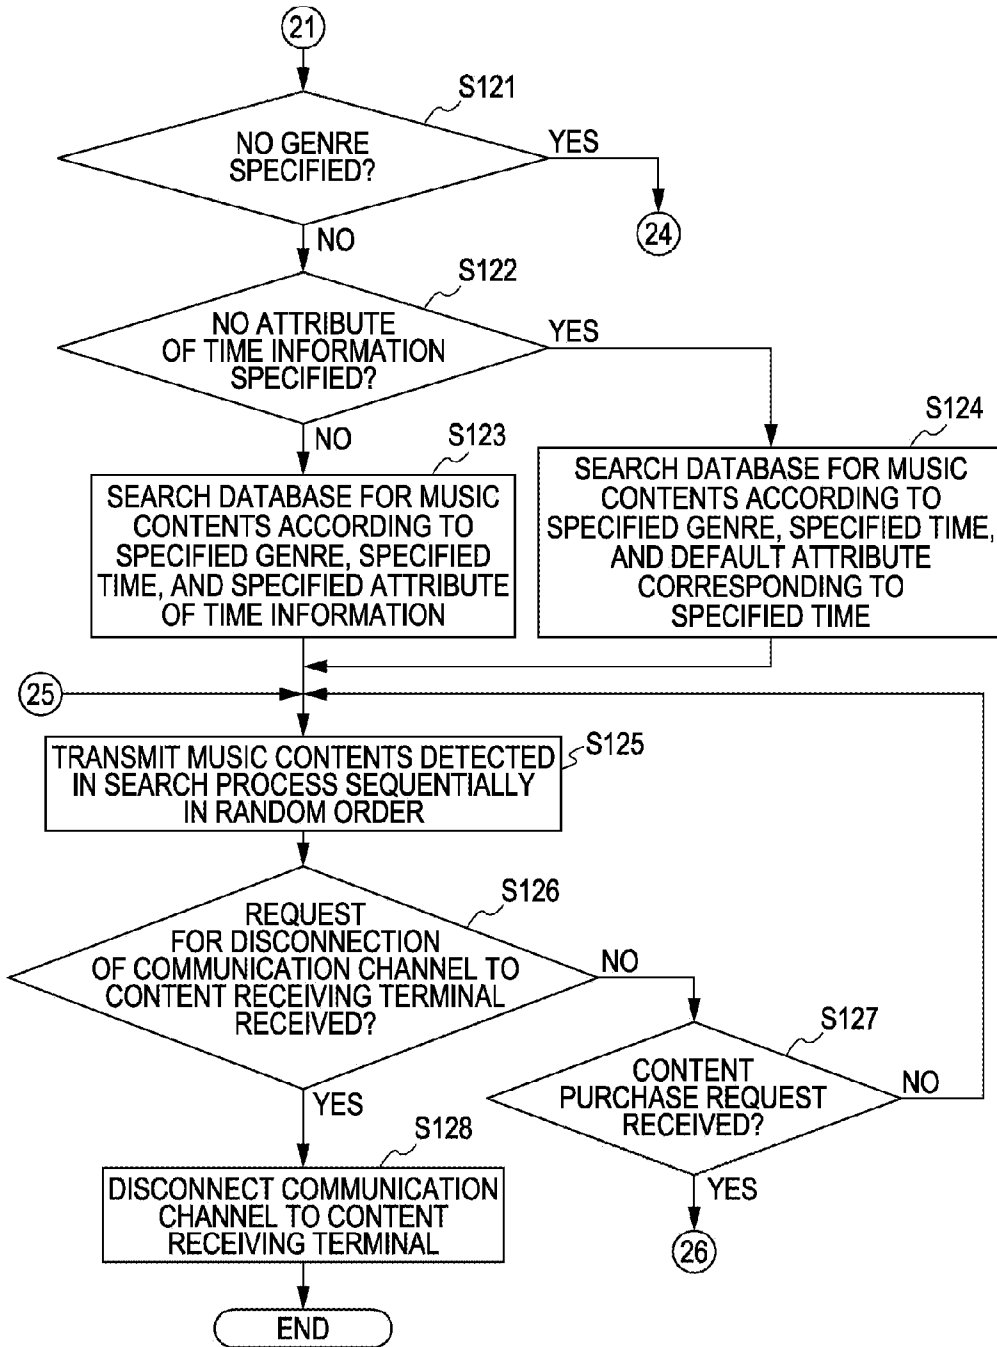 21
S121
NO GENRE
SPECIFIED?
YES
24
NO
S122
NO ATTRIBUTE
OF TIME INFORMATION
SPECIFIED?
YES
NO
S123
SEARCH DATABASE FOR MUSIC
CONTENTS ACCORDING TO
SPECIFIED GENRE, SPECIFIED
TIME, AND SPECIFIED ATTRIBUTE
OF TIME INFORMATION
S124
SEARCH DATABASE FOR MUSIC
CONTENTS ACCORDING TO
SPECIFIED GENRE, SPECIFIED TIME,
AND DEFAULT ATTRIBUTE
CORRESPONDING TO
SPECIFIED TIME
25
S125
TRANSMIT MUSIC CONTENTS DETECTED
IN SEARCH PROCESS SEQUENTIALLY
IN RANDOM ORDER
S126
REQUEST
FOR DISCONNECTION
OF COMMUNICATION CHANNEL TO
CONTENT RECEIVING TERMINAL
RECEIVED?
NO
YES
S127
CONTENT
PURCHASE REQUEST
RECEIVED?
NO
YES
26
S128
DISCONNECT COMMUNICATION
CHANNEL TO CONTENT
RECEIVING TERMINAL
END